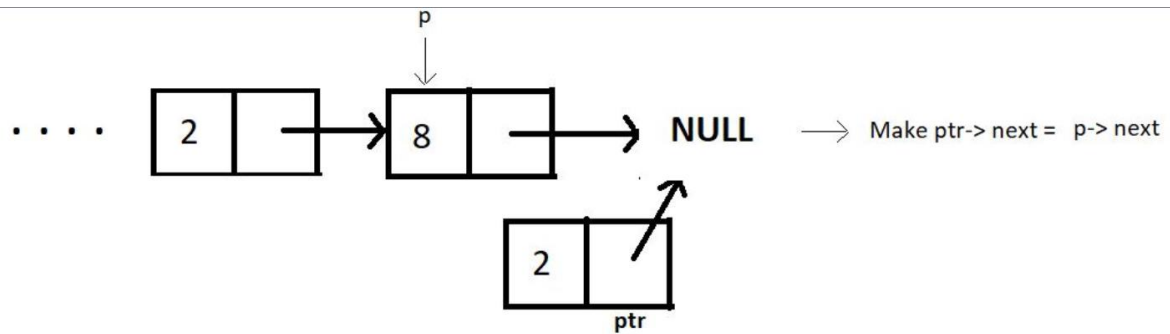 p
. . . . 2 8 NULL Make ptr-> next = p-> next
2
ptr